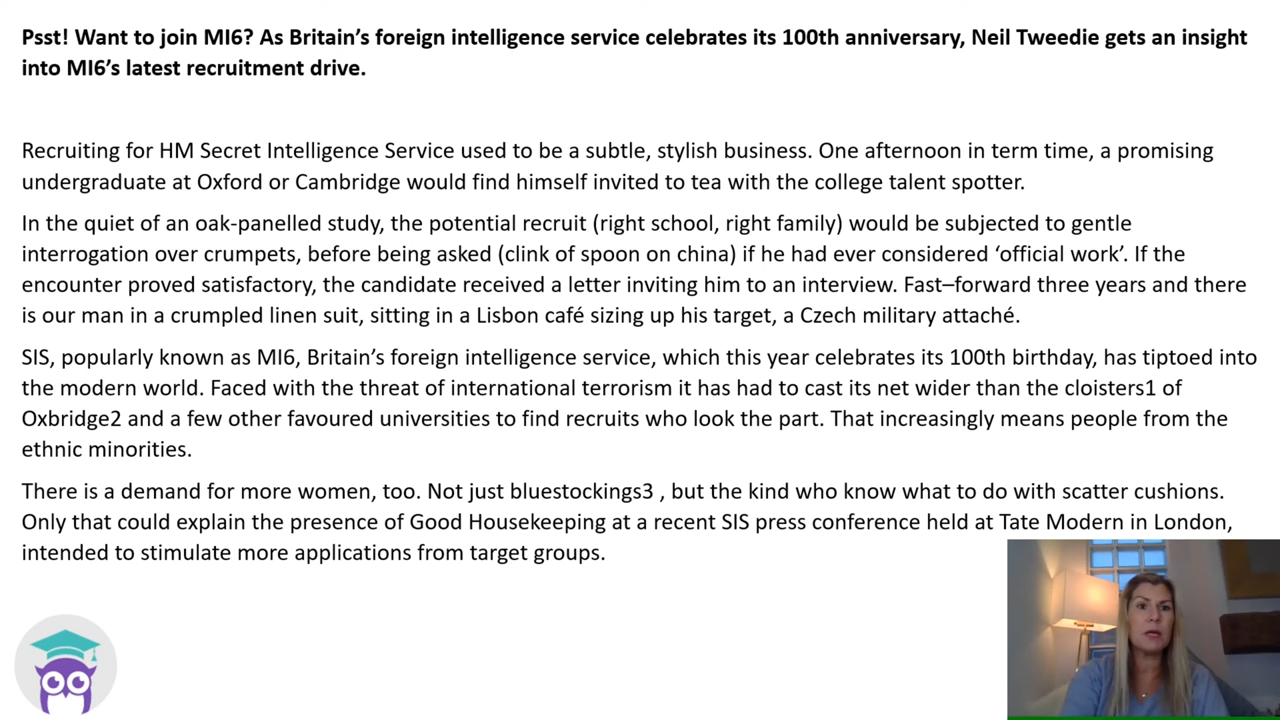 Psst! Want to join MI6? As Britain’s foreign intelligence service celebrates its 100th anniversary, Neil Tweedie gets an insight
into MI6’s latest recruitment drive.
Recruiting for HM Secret Intelligence Service used to be a subtle, stylish business. One afternoon in term time, a promising
undergraduate at Oxford or Cambridge would find himself invited to tea with the college talent spotter.
In the quiet of an oak-panelled study, the potential recruit (right school, right family) would be subjected to gentle
interrogation over crumpets, before being asked (clink of spoon on china) if he had ever considered ‘official work’. If the
encounter proved satisfactory, the candidate received a letter inviting him to an interview. Fast–forward three years and there
is our man in a crumpled linen suit, sitting in a Lisbon café sizing up his target, a Czech military attaché.
SIS, popularly known as MI6, Britain’s foreign intelligence service, which this year celebrates its 100th birthday, has tiptoed into
the modern world. Faced with the threat of international terrorism it has had to cast its net wider than the cloisters1 of
Oxbridge2 and a few other favoured universities to find recruits who look the part. That increasingly means people from the
ethnic minorities.
There is a demand for more women, too. Not just bluestockings3 , but the kind who know what to do with scatter cushions.
Only that could explain the presence of Good Housekeeping at a recent SIS press conference held at Tate Modern in London,
intended to stimulate more applications from target groups.